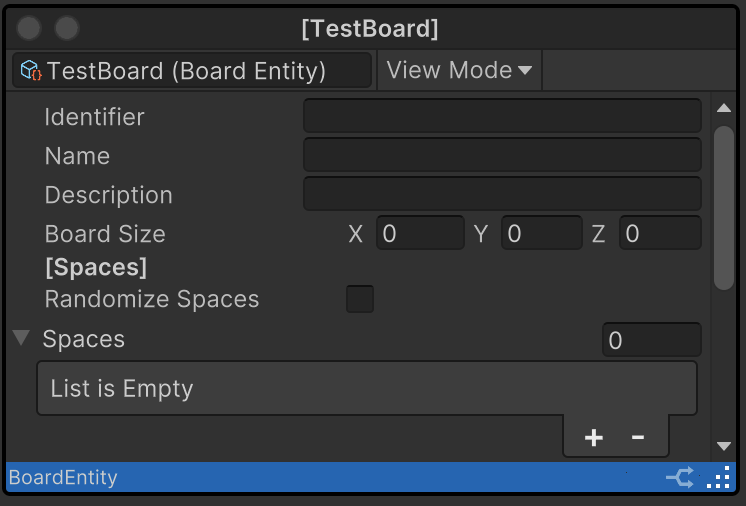 [TestBoard]
TestBoard (Board Entity) View Mode
Identifier
Name
Description
Board Size X 0 Y 0 Z 0
[Spaces]
Randomize Spaces
Spaces 0
List is Empty
+ -
BoardEntity